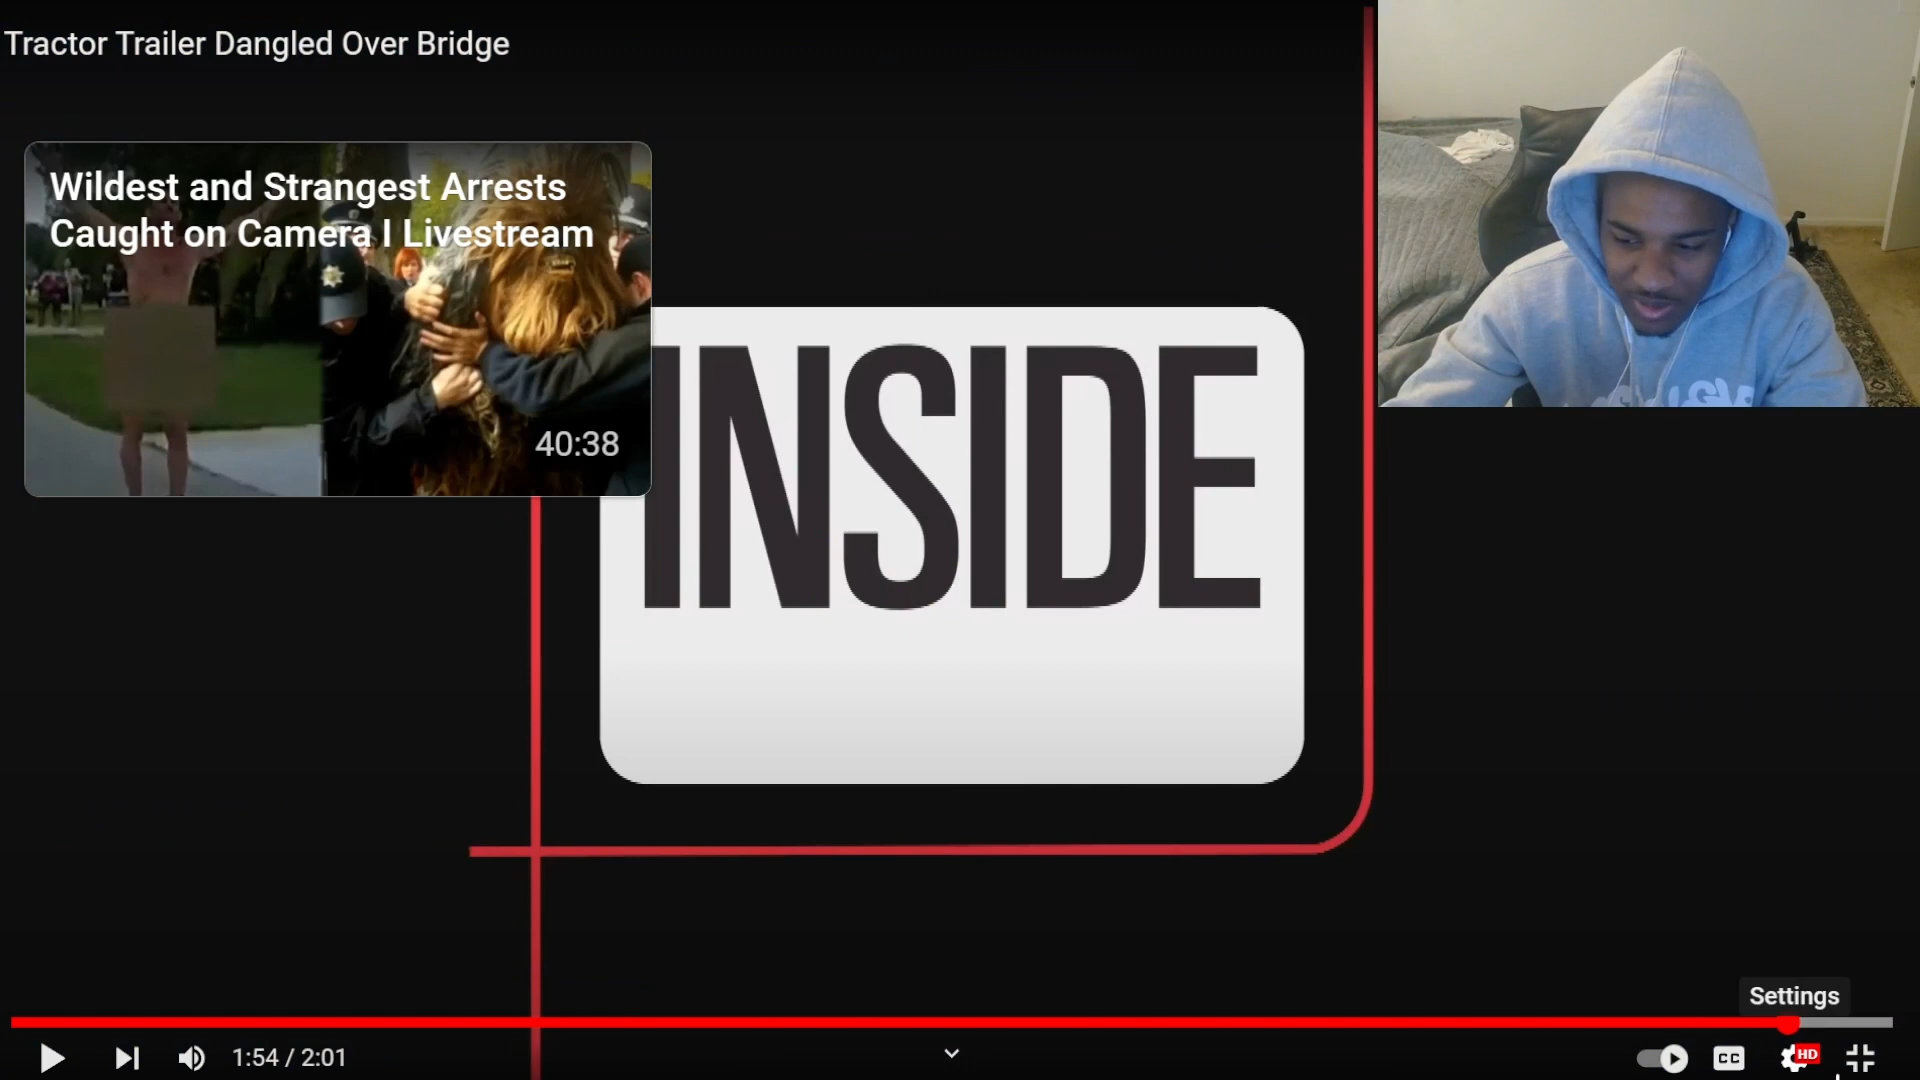 Tractor Trailer Dangled Over Bridge
Wildest and Strangest Arrests
Caught on Camera I Livestream
40:38
INSIDE
Settings
1:54 / 2:01
CC
HD